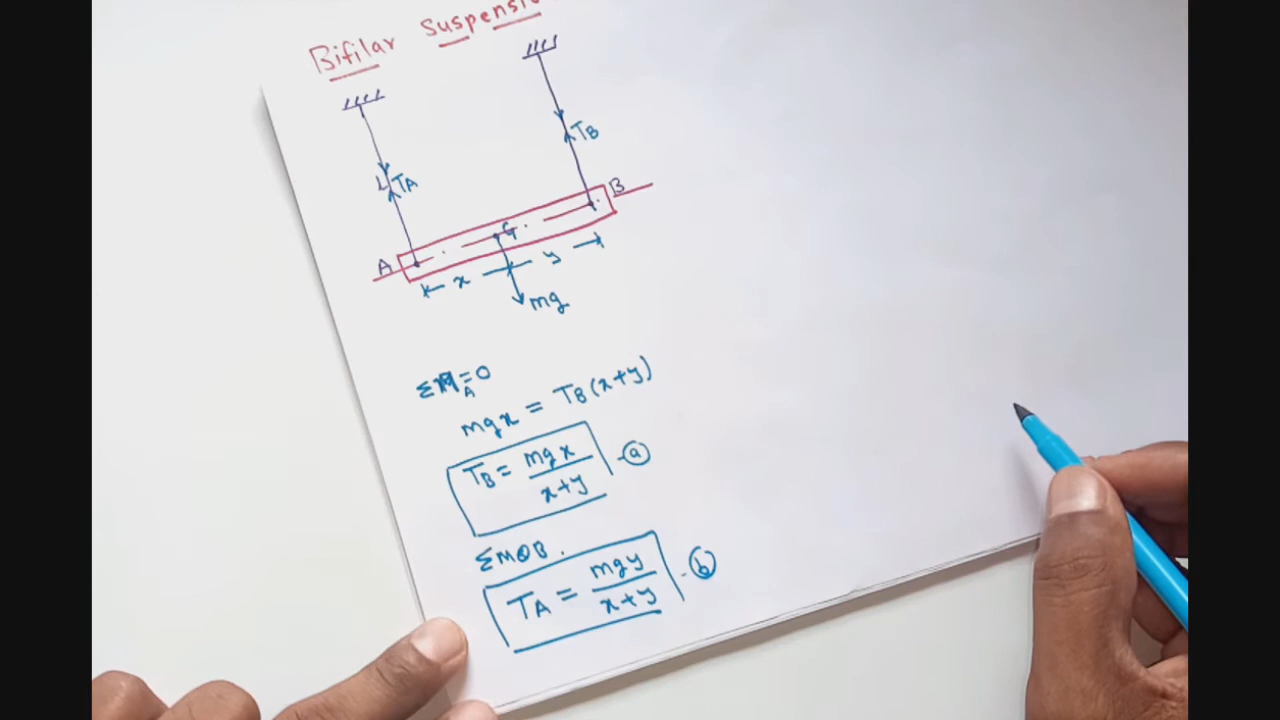 Bifilar Suspensi
TB
L TA
B
G
A
x y
mg
ΣMA=0
mgx = TB(x+y)
TB = mgx/x+y -ⓐ
ΣM@B.
TA = mgy/x+y -ⓑ